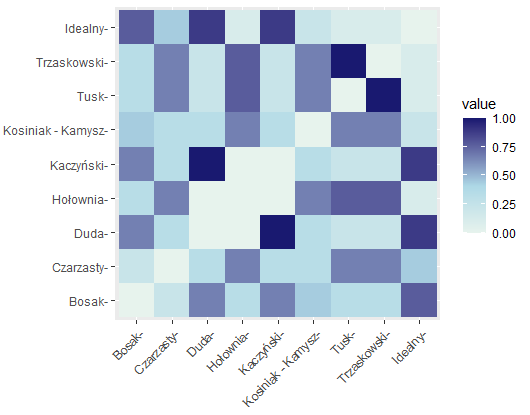 Idealny-
Trzaskowski-
Tusk-
Kosiniak - Kamysz-
Kaczyński-
Hołownia-
Duda-
Czarzasty-
Bosak-
Bosak-
Czarzasty-
Duda-
Hołownia-
Kaczyński-
Kosiniak - Kamysz-
Tusk-
Trzaskowski-
Idealny-
value
1.00
0.75
0.50
0.25
0.00